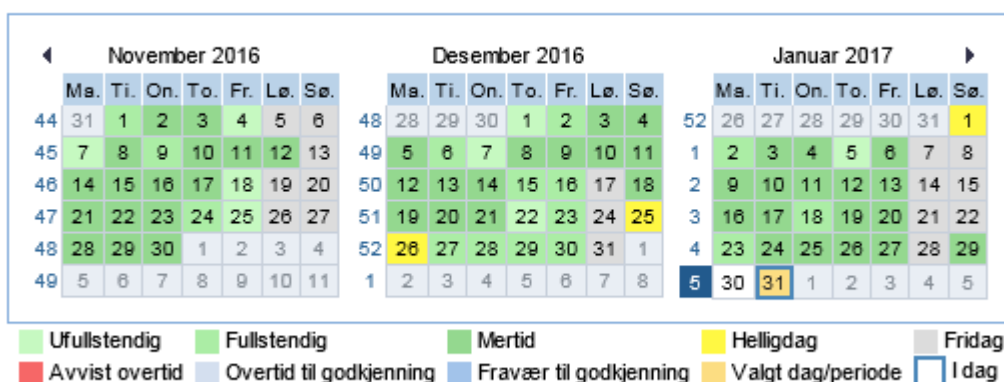 November 2016 Desember 2016 Januar 2017
Ma. Ti. On. To. Fr. Lø. Sø. Ma. Ti. On. To. Fr. Lø. Sø. Ma. Ti. On. To. Fr. Lø. Sø.
44 31 1 2 3 4 5 6 48 28 29 30 1 2 3 4 52 26 27 28 29 30 31 1
45 7 8 9 10 11 12 13 49 5 6 7 8 9 10 11 1 2 3 4 5 6 7 8
46 14 15 16 17 18 19 20 50 12 13 14 15 16 17 18 2 9 10 11 12 13 14 15
47 21 22 23 24 25 26 27 51 19 20 21 22 23 24 25 3 16 17 18 19 20 21 22
48 28 29 30 1 2 3 4 52 26 27 28 29 30 31 1 4 23 24 25 26 27 28 29
49 5 6 7 8 9 10 11 1 2 3 4 5 6 7 8 5 30 31 1 2 3 4 5
Ufullstendig Fullstendig Mertid Helligdag Fridag
Avvist overtid Overtid til godkjenning Fravær til godkjenning Valgt dag/periode I dag